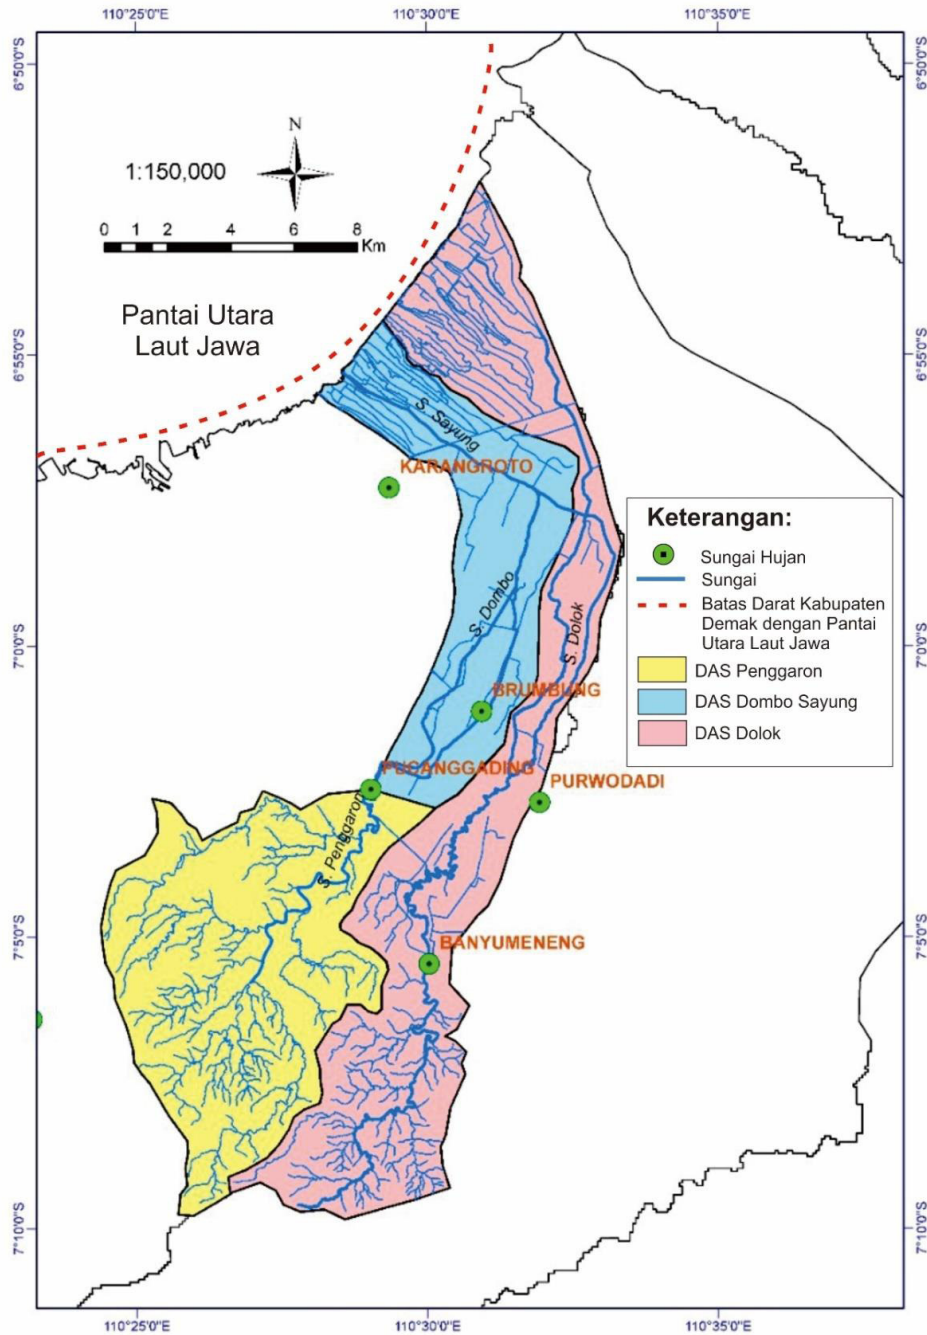 110°25'0"E 110°30'0"E 110°35'0"E
6°50'0"S 6°50'0"S
N
1:150,000
0 1 2 4 6 8
Km
Pantai Utara
Laut Jawa
6°55'0"S 6°55'0"S
S. Sayung
KARANGROTO
Keterangan:
Sungai Hujan
Sungai
Batas Darat Kabupaten
Demak dengan Pantai
Utara Laut Jawa
DAS Penggaron
DAS Dombo Sayung
DAS Dolok
S. Dombo
S. Dolok
7°0'0"S 7°0'0"S
BRUMBUNG
PUCANGGADING
PURWODADI
S. Penggaron
BANYUMENENG
7°5'0"S 7°5'0"S
7°10'0"S 7°10'0"S
110°25'0"E 110°30'0"E 110°35'0"E